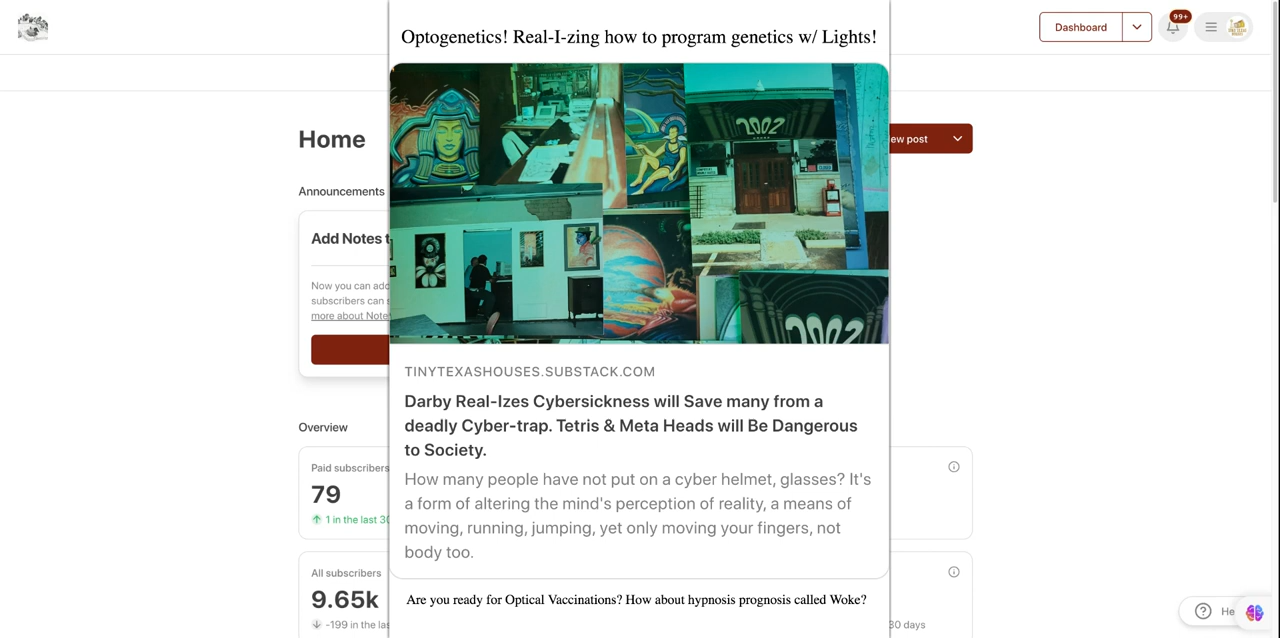 Optogenetics! Real-I-zing how to program genetics w/ Lights!
Dashboard
99+
Home
ew post
Announcements
Add Notes t
Now you can add
subscribers can s
more about Note
2002
2002
TINYTEXASHOUSES.SUBSTACK.COM
Darby Real-Izes Cybersickness will Save many from a
deadly Cyber-trap. Tetris & Meta Heads will Be Dangerous
to Society.
How many people have not put on a cyber helmet, glasses? It's
a form of altering the mind's perception of reality, a means of
moving, running, jumping, yet only moving your fingers, not
body too.
Overview
Paid subscribers
79
1 in the last 30
All subscribers
9.65k
-199 in the las
30 days
Are you ready for Optical Vaccinations? How about hypnosis prognosis called Woke?
He